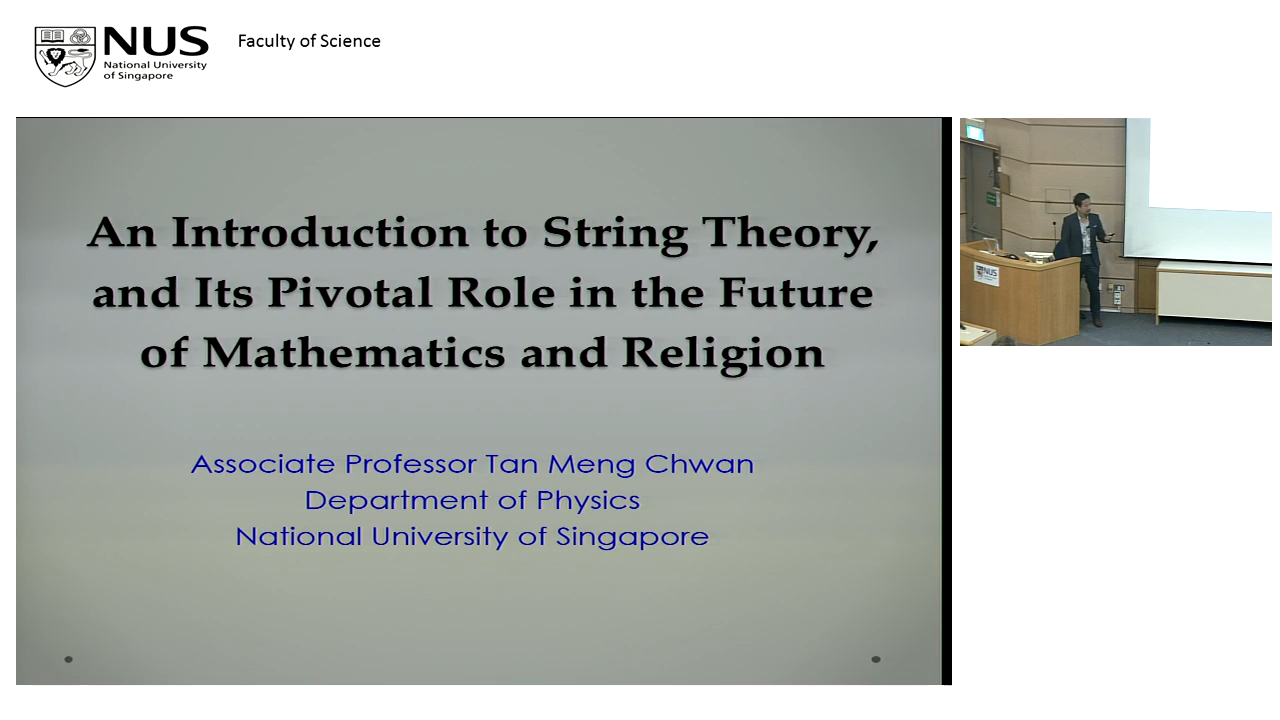 NUS
National University
of Singapore
Faculty of Science
An Introduction to String Theory,
and Its Pivotal Role in the Future
of Mathematics and Religion
Associate Professor Tan Meng Chwan
Department of Physics
National University of Singapore
NUS